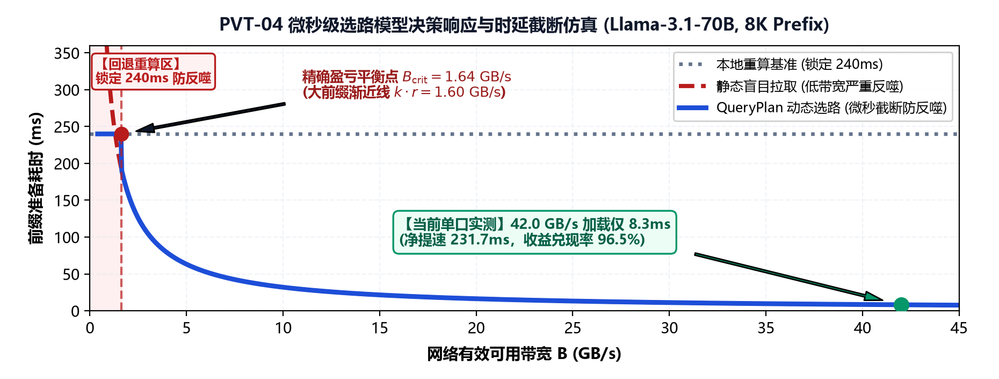 PVT-04 微秒级选路模型决策响应与时延截断仿真 (Llama-3.1-70B, 8K Prefix)
【回退重算区】
锁定 240ms 防反噬
精确盈亏平衡点 B_crit = 1.64 GB/s
(大前缀渐近线 k · r = 1.60 GB/s)
本地重算基准 (锁定 240ms)
静态盲目拉取 (低带宽严重反噬)
QueryPlan 动态选路 (微秒截断防反噬)
【当前单口实测】42.0 GB/s 加载仅 8.3ms
(净提速 231.7ms，收益兑现率 96.5%)
前缀准备耗时 (ms)
350
300
250
200
150
100
50
0
0 5 10 15 20 25 30 35 40 45
网络有效可用带宽 B (GB/s)